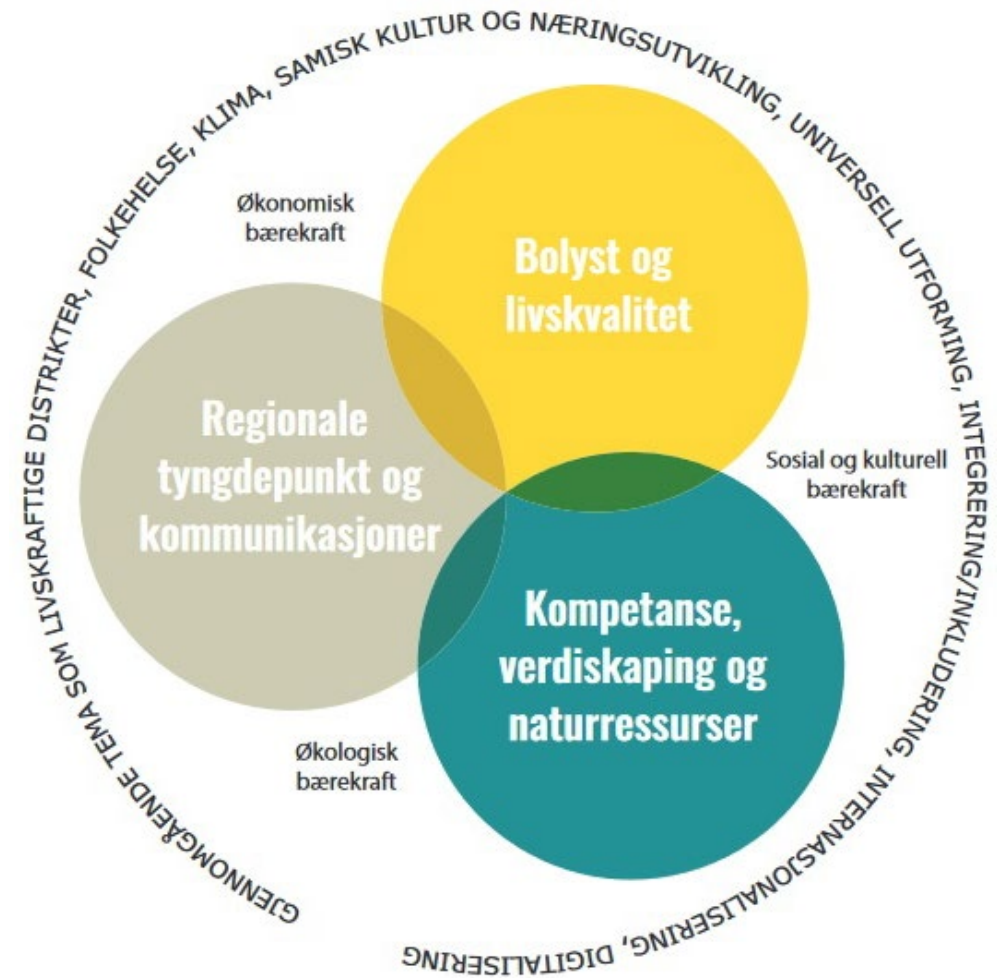 GJENNOMGÅENDE TEMA SOM LIVSKRAFTIGE DISTRIKTER, FOLKEHELSE, KLIMA, SAMISK KULTUR OG NÆRINGSUTVIKLING, UNIVERSELL UTFORMING, INTEGRERING/INKLUDERING, INTERNASJONALISERING, DIGITALISERING
Økonomisk
bærekraft
Bolyst og
livskvalitet
Regionale
tyngdepunkt og
kommunikasjoner
Sosial og kulturell
bærekraft
Kompetanse,
verdiskaping og
naturressurser
Økologisk
bærekraft